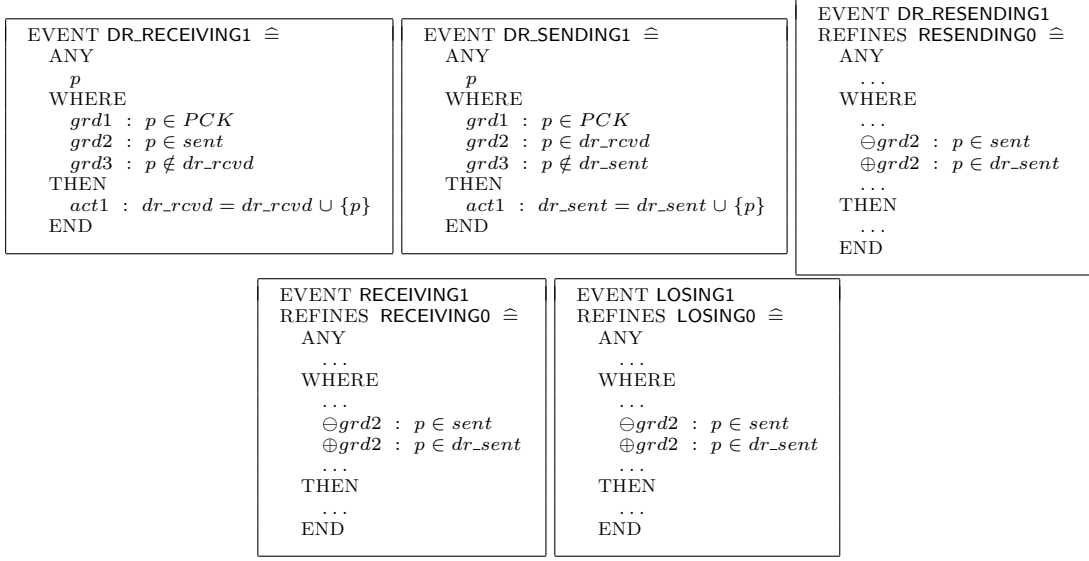 EVENT DR_RECEIVING1 ≙
ANY
p
WHERE
grd1 : p ∈ PCK
grd2 : p ∈ sent
grd3 : p ∉ dr_rcvd
THEN
act1 : dr_rcvd = dr_rcvd ∪ {p}
END
EVENT DR_SENDING1 ≙
ANY
p
WHERE
grd1 : p ∈ PCK
grd2 : p ∈ dr_rcvd
grd3 : p ∉ dr_sent
THEN
act1 : dr_sent = dr_sent ∪ {p}
END
EVENT DR_RESENDING1
REFINES RESENDING0 ≙
ANY
...
WHERE
...
⊖grd2 : p ∈ sent
⊕grd2 : p ∈ dr_sent
...
THEN
...
END
EVENT RECEIVING1
REFINES RECEIVING0 ≙
ANY
...
WHERE
...
⊖grd2 : p ∈ sent
⊕grd2 : p ∈ dr_sent
...
THEN
...
END
EVENT LOSING1
REFINES LOSING0 ≙
ANY
...
WHERE
...
⊖grd2 : p ∈ sent
⊕grd2 : p ∈ dr_sent
...
THEN
...
END